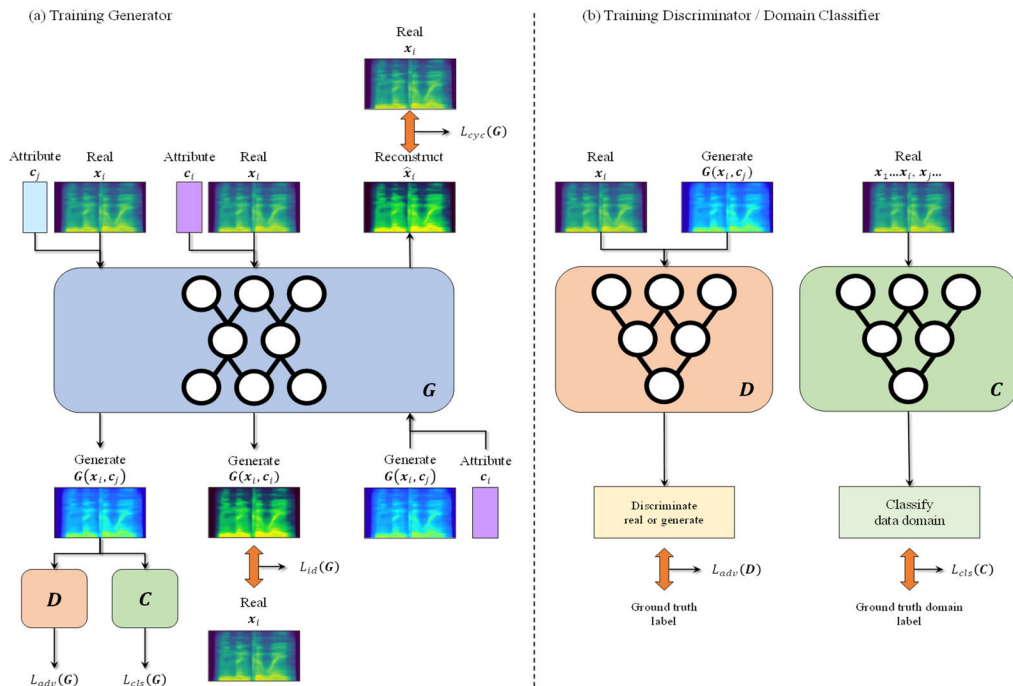 (a) Training Generator
(b) Training Discriminator / Domain Classifier
Real
x_i
L_cyc(G)
Attribute
c_j
Real
x_i
Attribute
c_i
Real
x_i
Reconstruct
x̂_i
G
Generate
G(x_i, c_j)
Generate
G(x_i, c_i)
Generate
G(x_i, c_j)
Attribute
c_i
D
C
L_id(G)
Real
x_i
L_adv(G)
L_cls(G)
Real
x_i
Generate
G(x_i, c_j)
Real
x_1...x_i, x_j...
D
C
Discriminate
real or generate
Classify
data domain
L_adv(D)
L_cls(C)
Ground truth
label
Ground truth domain
label